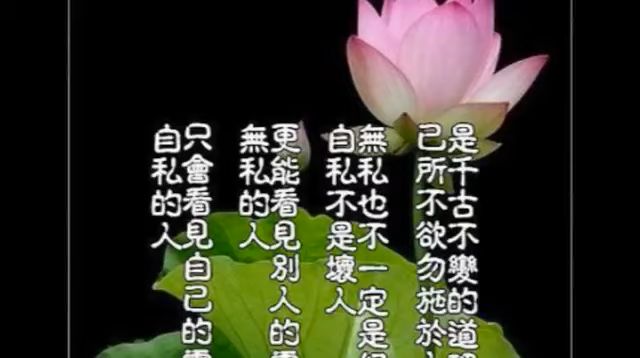 自私的人
只會看見自己的
無私的人
更能看見別人的
自私不是壞人
無私也不一定是
己所不欲勿施於
是千古不變的道